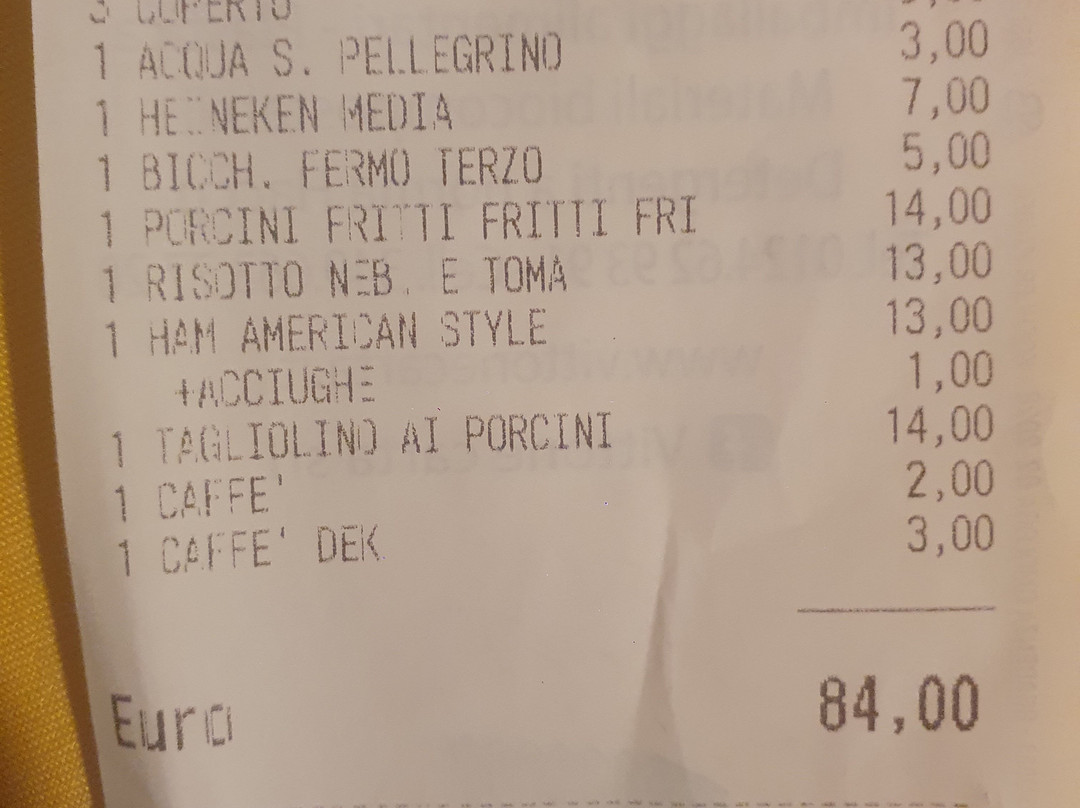 3 COPERTO
1 ACQUA S. PELLEGRINO 3,00
1 HEINEKEN MEDIA 7,00
1 BICCH. FERMO TERZO 5,00
1 PORCINI FRITTI FRITTI FRI 14,00
1 RISOTTO NEB. E TOMA 13,00
1 HAM AMERICAN STYLE 13,00
+ACCIUGHE 1,00
1 TAGLIOLINO AI PORCINI 14,00
1 CAFFE' 2,00
1 CAFFE' DEK 3,00
Euro 84,00